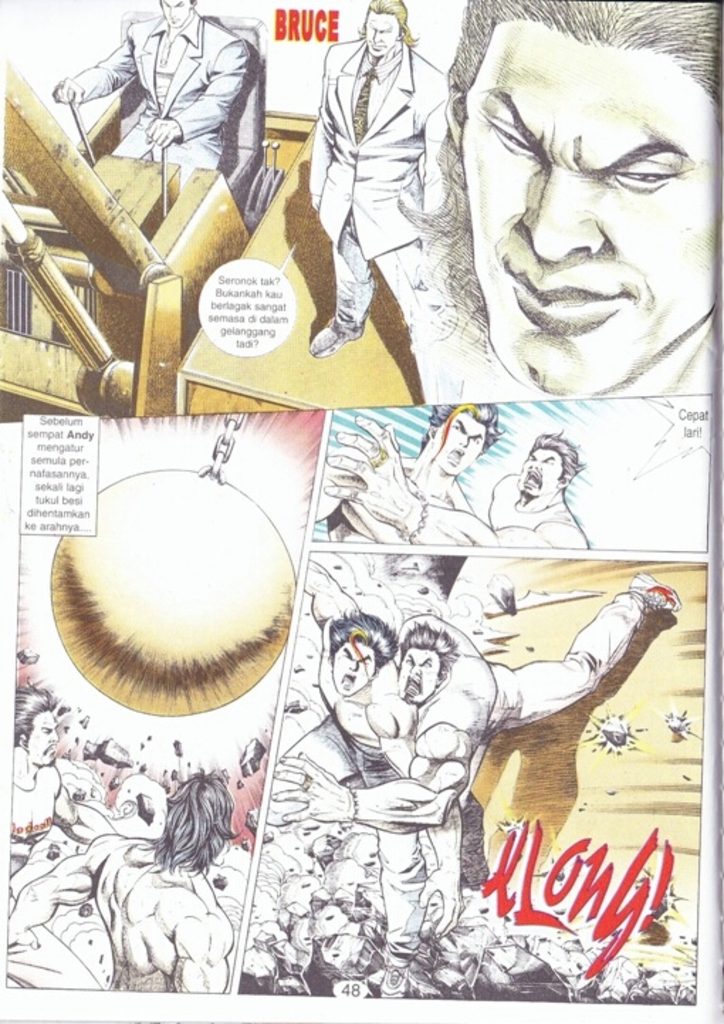 BRUCE
Seronok tak?
Bukankah kau
berlagak sangat
semasa di dalam
gelanggang
tadi?
Sebelum
sempat Andy
mengatur
semula per-
nafasannya.
sekali lagi
tukul besi
dihentamkan
ke arahnya....
Cepat
lari!
KLONG!
48